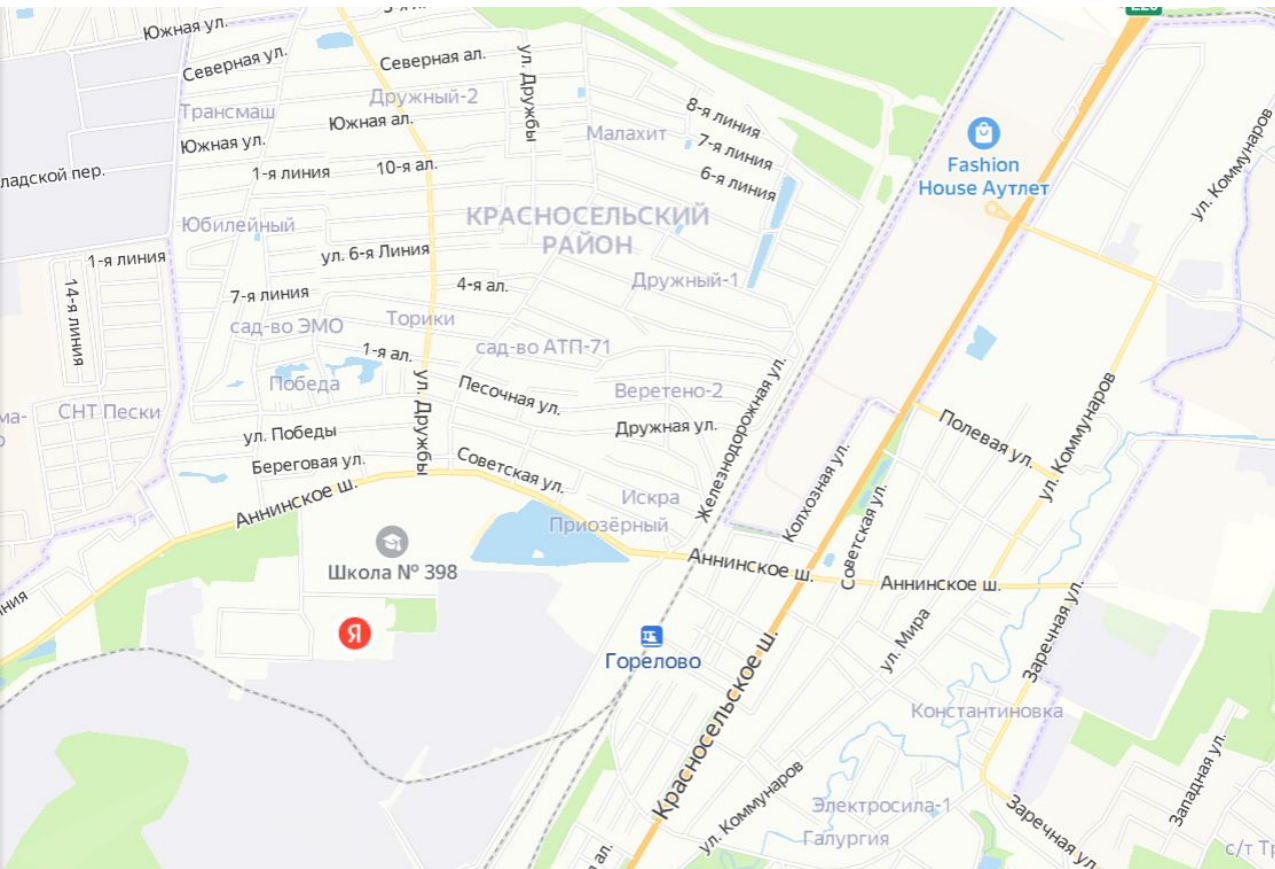 Южная ул.
Северная ул.
Северная ал.
ул. Дружбы
Трансмаш
Дружный-2
Южная ал.
8-я линия
Малахит
7-я линия
Южная ул.
1-я линия
10-я ал.
6-я линия
Fashion
House Аутлет
ул. Коммунаров
Юбилейный
КРАСНОСЕЛЬСКИЙ
РАЙОН
1-я линия
ул. 6-я Линия
14-я линия
7-я линия
4-я ал.
Дружный-1
сад-во ЭМО
Торики
1-я ал.
сад-во АТП-71
Победа
Песочная ул.
Веретено-2
Железнодорожная ул.
СНТ Пески
ул. Победы
ул. Дружбы
Дружная ул.
Полевая ул.
ул. Коммунаров
Береговая ул.
Советская ул.
Искра
Колхозная ул.
Аннинское ш.
Приозёрный
Советская ул.
Школа № 398
Аннинское ш.
Аннинское ш.
Я
Горелово
ул. Мира
Заречная ул.
Красносельское ш.
Константиновка
ул. Коммунаров
Электросила-1
Галургия
Заречная ул.
Западная ул.